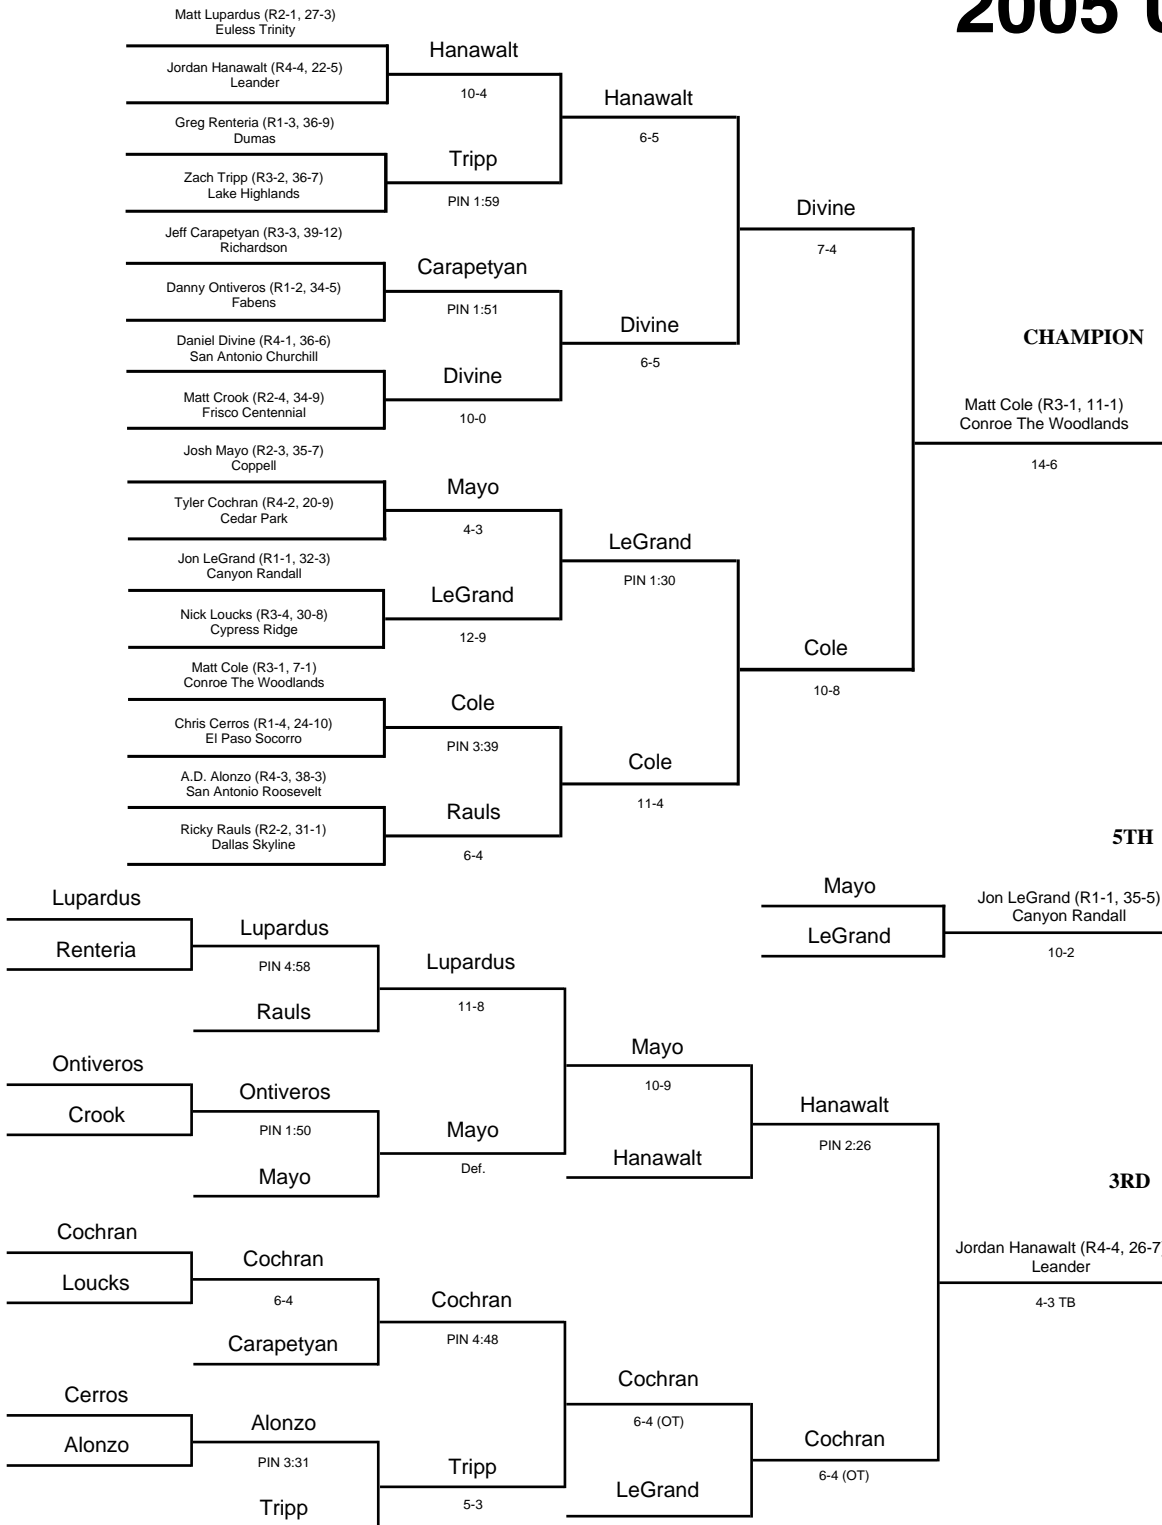 2005 U
Matt Lupardus (R2-1, 27-3)
Euless Trinity
Jordan Hanawalt (R4-4, 22-5)
Leander
Greg Renteria (R1-3, 36-9)
Dumas
Zach Tripp (R3-2, 36-7)
Lake Highlands
Jeff Carapetyan (R3-3, 39-12)
Richardson
Danny Ontiveros (R1-2, 34-5)
Fabens
Daniel Divine (R4-1, 36-6)
San Antonio Churchill
Matt Crook (R2-4, 34-9)
Frisco Centennial
Josh Mayo (R2-3, 35-7)
Coppell
Tyler Cochran (R4-2, 20-9)
Cedar Park
Jon LeGrand (R1-1, 32-3)
Canyon Randall
Nick Loucks (R3-4, 30-8)
Cypress Ridge
Matt Cole (R3-1, 7-1)
Conroe The Woodlands
Chris Cerros (R1-4, 24-10)
El Paso Socorro
A.D. Alonzo (R4-3, 38-3)
San Antonio Roosevelt
Ricky Rauls (R2-2, 31-1)
Dallas Skyline
Hanawalt
10-4
Tripp
PIN 1:59
Carapetyan
PIN 1:51
Divine
10-0
Mayo
4-3
LeGrand
12-9
Cole
PIN 3:39
Rauls
6-4
Hanawalt
6-5
Divine
6-5
LeGrand
PIN 1:30
Cole
11-4
Divine
7-4
Cole
10-8
CHAMPION
Matt Cole (R3-1, 11-1)
Conroe The Woodlands
14-6
5TH
Mayo
LeGrand
Jon LeGrand (R1-1, 35-5)
Canyon Randall
10-2
Lupardus
Renteria
Ontiveros
Crook
Cochran
Loucks
Cerros
Alonzo
Lupardus
PIN 4:58
Rauls
Ontiveros
PIN 1:50
Mayo
Cochran
6-4
Carapetyan
Alonzo
PIN 3:31
Tripp
Lupardus
11-8
Mayo
Def.
Cochran
PIN 4:48
Tripp
5-3
Mayo
10-9
Hanawalt
Cochran
6-4 (OT)
LeGrand
Hanawalt
PIN 2:26
Cochran
6-4 (OT)
3RD
Jordan Hanawalt (R4-4, 26-7
Leander
4-3 TB